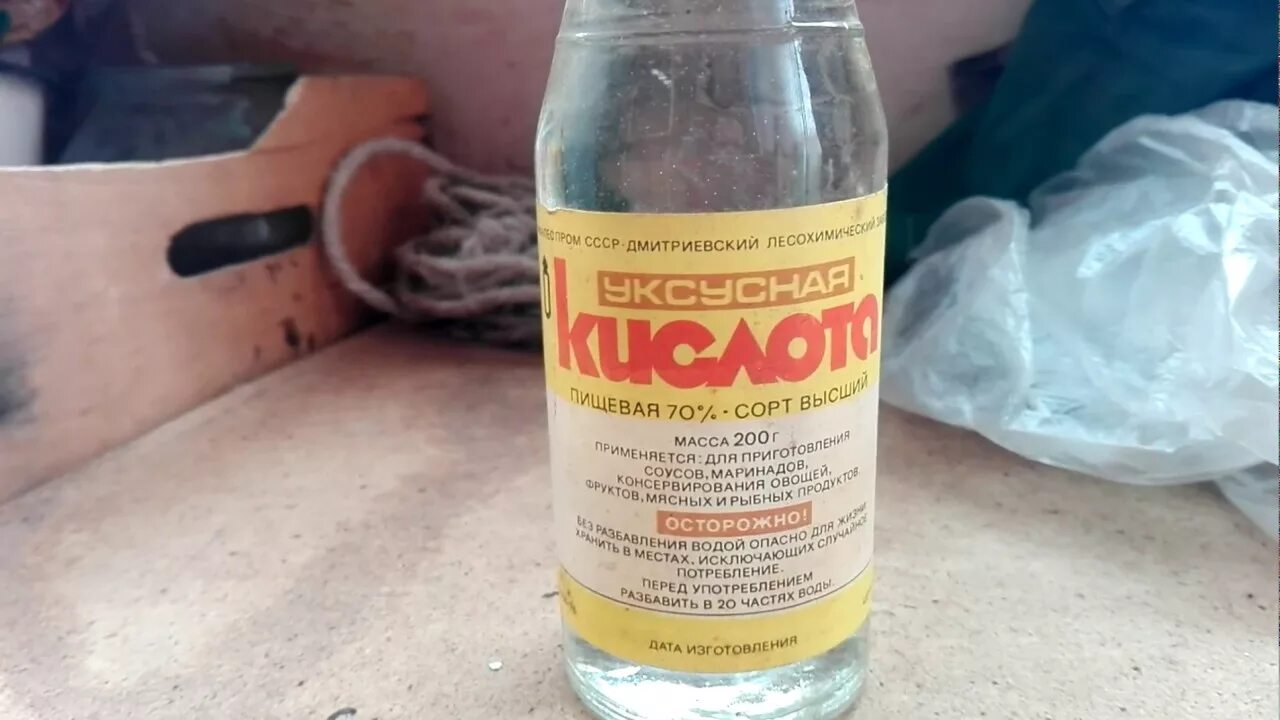 ПРОМ СССР · ДМИТРИЕВСКИЙ ЛЕСОХИМИЧЕСКИЙ
УКСУСНАЯ
КИСЛОТА
ПИЩЕВАЯ 70% · СОРТ ВЫСШИЙ
МАССА 200 г
ПРИМЕНЯЕТСЯ: ДЛЯ ПРИГОТОВЛЕНИЯ
СОУСОВ, МАРИНАДОВ,
КОНСЕРВИРОВАНИЯ ОВОЩЕЙ,
ФРУКТОВ, МЯСНЫХ И РЫБНЫХ ПРОДУКТОВ.
ОСТОРОЖНО!
БЕЗ РАЗБАВЛЕНИЯ ВОДОЙ ОПАСНО ДЛЯ ЖИЗНИ
ХРАНИТЬ В МЕСТАХ, ИСКЛЮЧАЮЩИХ СЛУЧАЙНОЕ
ПОТРЕБЛЕНИЕ.
ПЕРЕД УПОТРЕБЛЕНИЕМ
РАЗБАВИТЬ В 20 ЧАСТЯХ ВОДЫ.
ДАТА ИЗГОТОВЛЕНИЯ